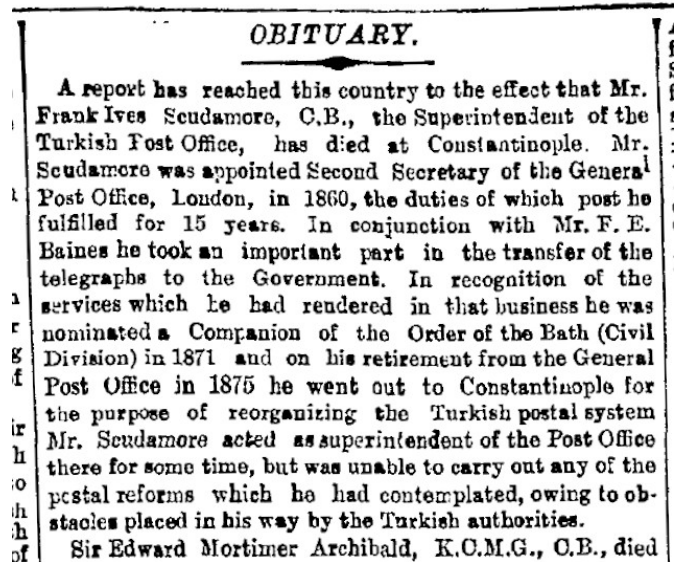 OBITUARY.
A report has reached this country to the effect that Mr.
Frank Ives Scudamore, C.B., the Superintendent of the
Turkish Post Office, has died at Constantinople. Mr.
Scudamore was appointed Second Secretary of the General
Post Office, London, in 1860, the duties of which post he
fulfilled for 15 years. In conjunction with Mr. F. E.
Baines he took an important part in the transfer of the
telegraphs to the Government. In recognition of the
services which he had rendered in that business he was
nominated a Companion of the Order of the Bath (Civil
Division) in 1871 and on his retirement from the General
Post Office in 1875 he went out to Constantinople for
the purpose of reorganizing the Turkish postal system
Mr. Scudamore acted as superintendent of the Post Office
there for some time, but was unable to carry out any of the
postal reforms which he had contemplated, owing to ob-
stacles placed in his way by the Turkish authorities.
Sir Edward Mortimer Archibald, K.C.M.G., C.B., died